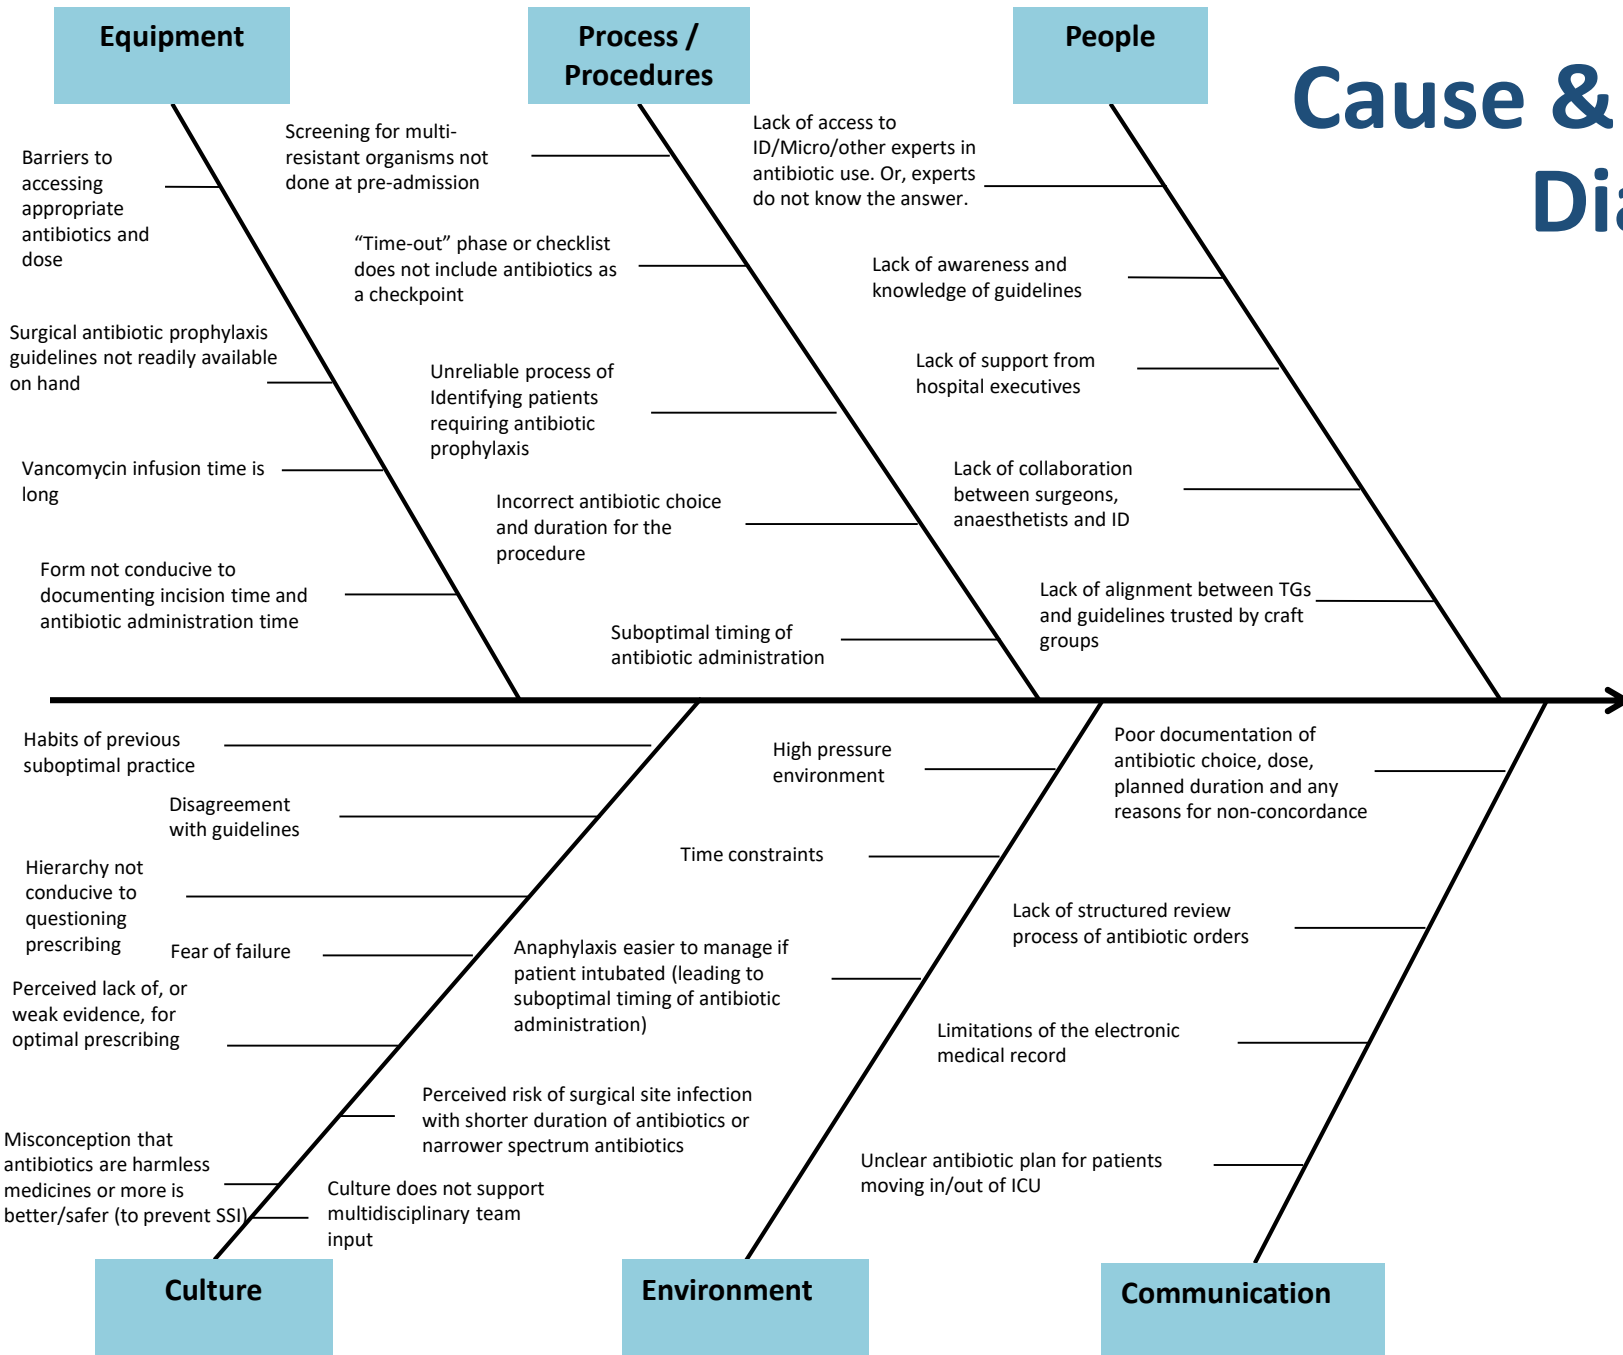 Equipment
Process /
Procedures
People
Cause &
Dia
Barriers to
accessing
appropriate
antibiotics and
dose
Surgical antibiotic prophylaxis
guidelines not readily available
on hand
Vancomycin infusion time is
long
Form not conducive to
documenting incision time and
antibiotic administration time
Screening for multi-
resistant organisms not
done at pre-admission
“Time-out” phase or checklist
does not include antibiotics as
a checkpoint
Unreliable process of
Identifying patients
requiring antibiotic
prophylaxis
Incorrect antibiotic choice
and duration for the
procedure
Suboptimal timing of
antibiotic administration
Lack of access to
ID/Micro/other experts in
antibiotic use. Or, experts
do not know the answer.
Lack of awareness and
knowledge of guidelines
Lack of support from
hospital executives
Lack of collaboration
between surgeons,
anaesthetists and ID
Lack of alignment between TGs
and guidelines trusted by craft
groups
Habits of previous
suboptimal practice
Disagreement
with guidelines
Hierarchy not
conducive to
questioning
prescribing
Fear of failure
Perceived lack of, or
weak evidence, for
optimal prescribing
Perceived risk of surgical site infection
with shorter duration of antibiotics or
narrower spectrum antibiotics
Misconception that
antibiotics are harmless
medicines or more is
better/safer (to prevent SSI)
Culture does not support
multidisciplinary team
input
High pressure
environment
Time constraints
Anaphylaxis easier to manage if
patient intubated (leading to
suboptimal timing of antibiotic
administration)
Poor documentation of
antibiotic choice, dose,
planned duration and any
reasons for non-concordance
Lack of structured review
process of antibiotic orders
Limitations of the electronic
medical record
Unclear antibiotic plan for patients
moving in/out of ICU
Culture
Environment
Communication